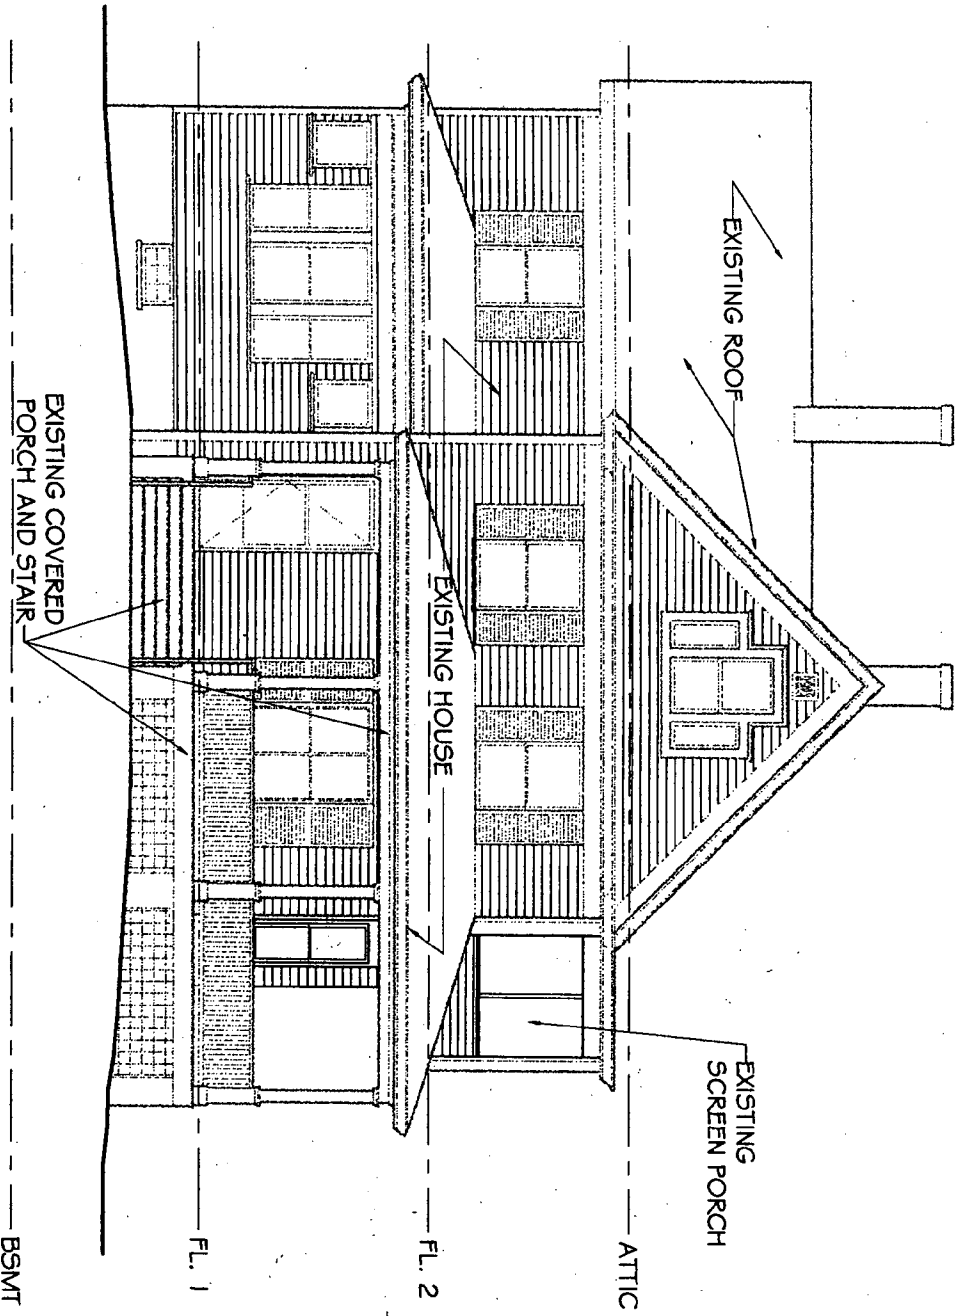 EXISTING ROOF
EXISTING
SCREEN PORCH
ATTIC
EXISTING HOUSE
FL. 2
FL. 1
EXISTING COVERED
PORCH AND STAIR
BSMT